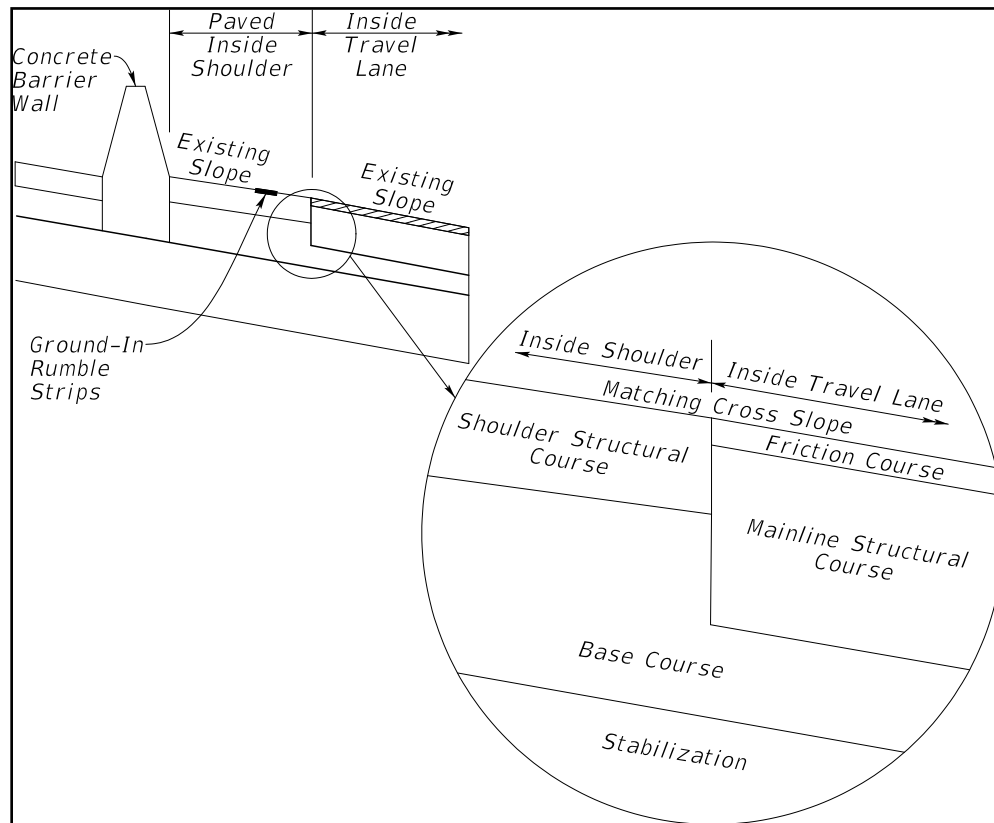 Paved
Inside
Shoulder
Inside
Travel
Lane
Concrete
Barrier
Wall
Existing
Slope
Existing
Slope
Ground-In
Rumble
Strips
Inside Shoulder
Inside Travel Lane
Matching Cross Slope
Shoulder Structural
Course
Friction Course
Mainline Structural
Course
Base Course
Stabilization